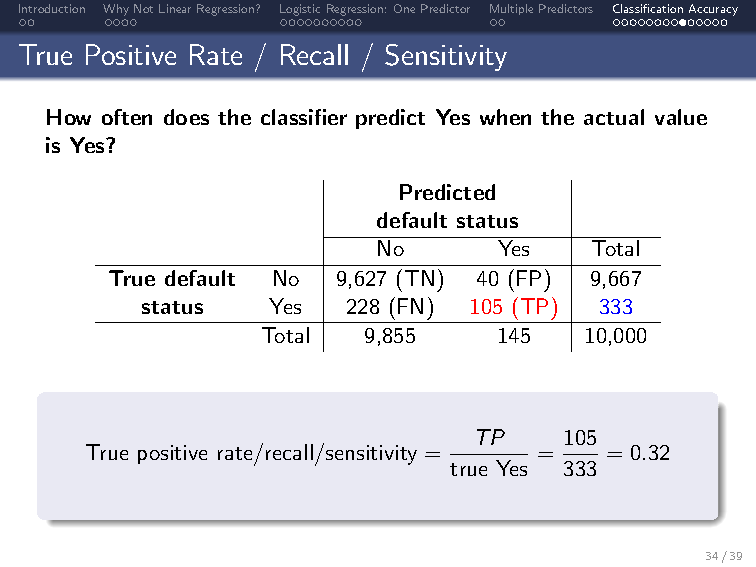 Introduction Why Not Linear Regression? Logistic Regression: One Predictor Multiple Predictors Classification Accuracy
True Positive Rate / Recall / Sensitivity
How often does the classifier predict Yes when the actual value
is Yes?
Predicted
default status
No Yes Total
True default No 9,627 (TN) 40 (FP) 9,667
status Yes 228 (FN) 105 (TP) 333
Total 9,855 145 10,000
True positive rate/recall/sensitivity = TP / true Yes = 105 / 333 = 0.32
34 / 39